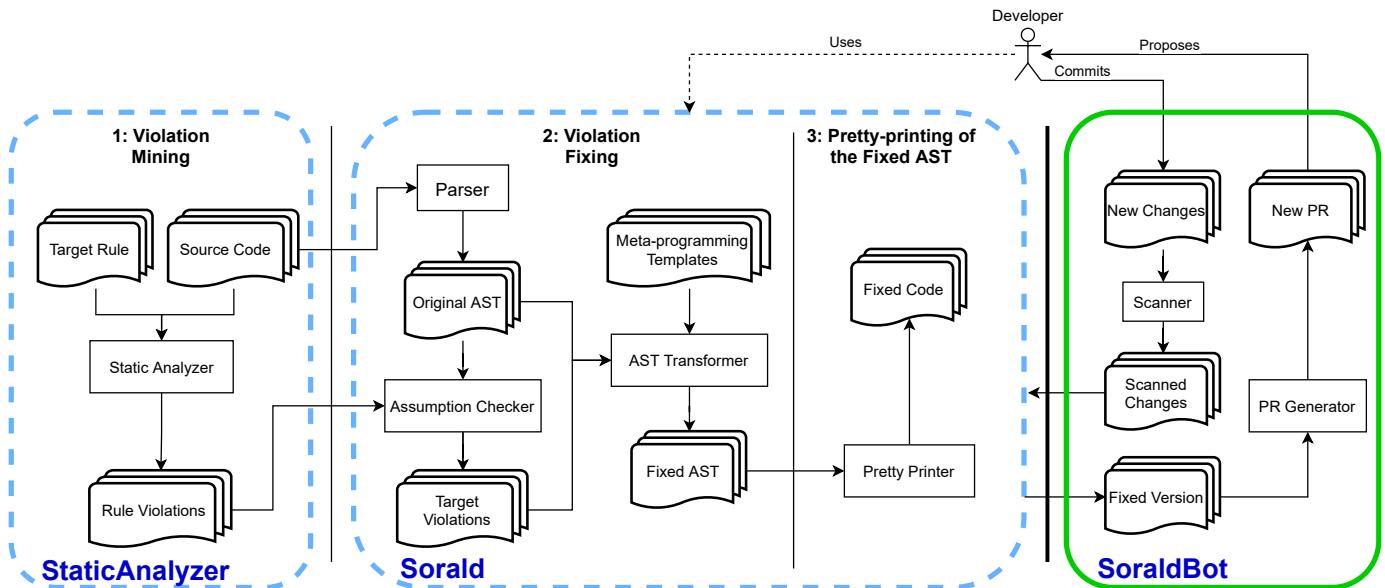 Developer
Uses
Proposes
Commits
1: Violation
Mining
2: Violation
Fixing
3: Pretty-printing of
the Fixed AST
Target Rule
Source Code
Static Analyzer
Rule Violations
StaticAnalyzer
Parser
Original AST
Assumption Checker
Target
Violations
Meta-programming
Templates
AST Transformer
Fixed AST
Sorald
Fixed Code
Pretty Printer
New Changes
Scanner
Scanned
Changes
Fixed Version
New PR
PR Generator
SoraldBot